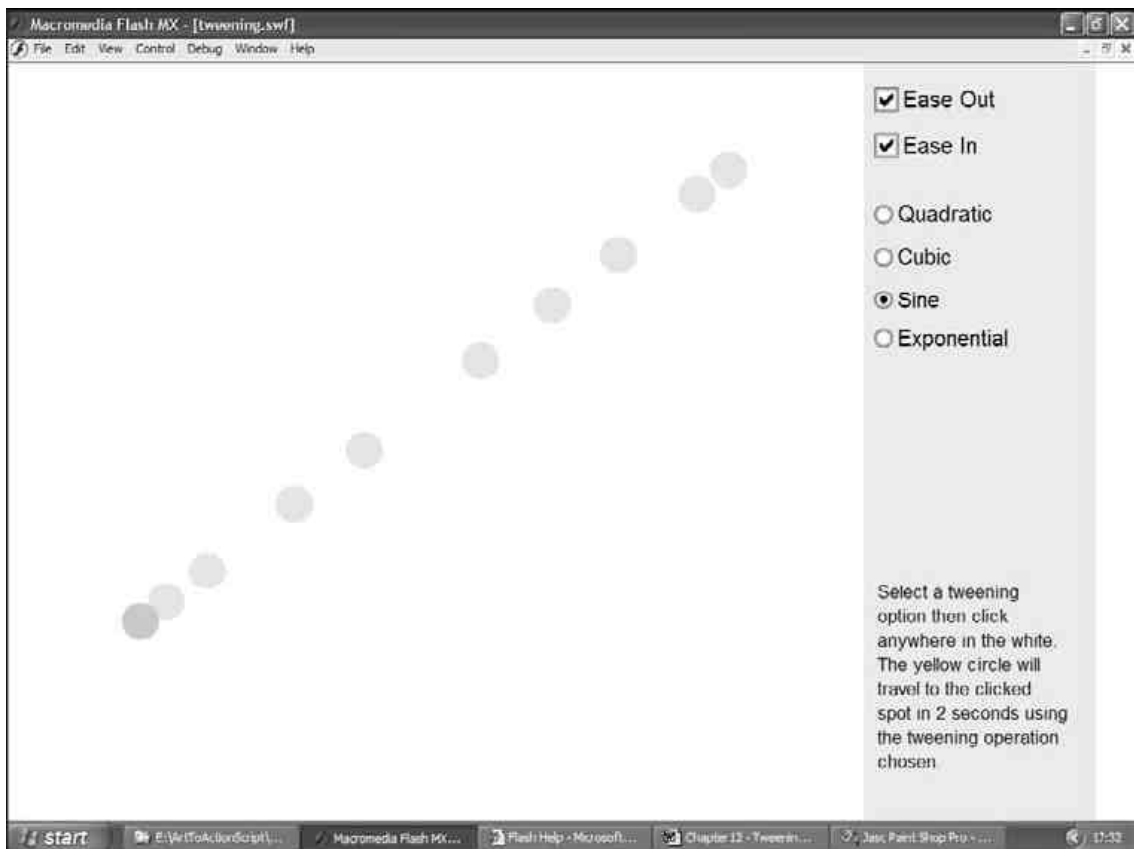 Macromedia Flash MX - [tweening.swf]
File Edit View Control Debug Window Help
Ease Out
Ease In
Quadratic
Cubic
Sine
Exponential
Select a tweening
option then click
anywhere in the white.
The yellow circle will
travel to the clicked
spot in 2 seconds using
the tweening operation
chosen
start E:\ArtToActionScript\... Macromedia Flash MX... Flash Help - Microsoft... Chapter 12 - Tweenin... Jasc Paint Shop Pro - ... 17:32